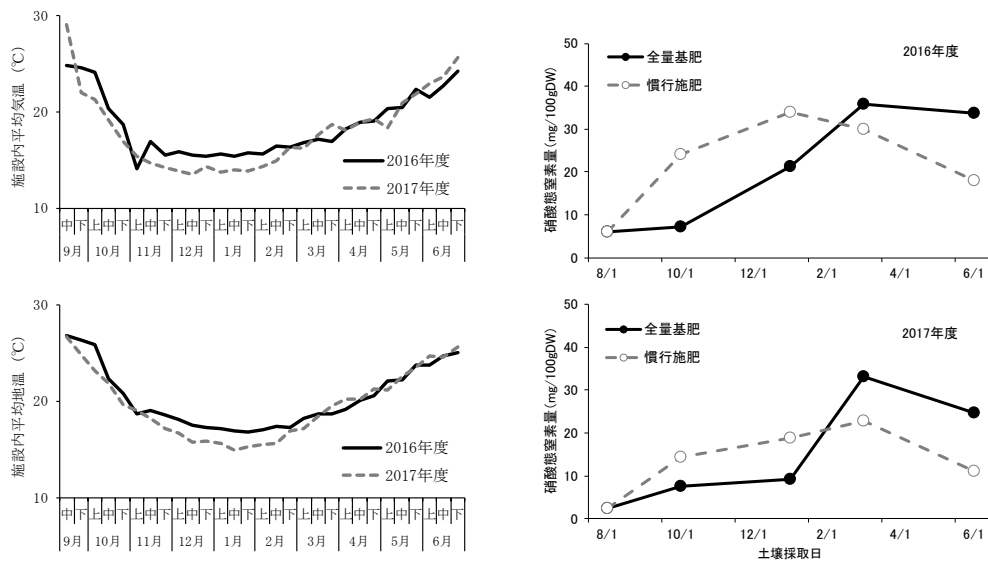 施設内平均気温（℃）
30
20
10
2016年度
2017年度
中 下 上 中 下 上 中 下 上 中 下 上 中 下 上 中 下 上 中 下 上 中 下 上 中 下 上 中 下
9月 10月 11月 12月 1月 2月 3月 4月 5月 6月
硝酸態窒素量(mg/100gDW)
50
40
30
20
10
0
2016年度
全量基肥
慣行施肥
8/1 10/1 12/1 2/1 4/1 6/1
施設内平均地温（℃）
30
20
10
2016年度
2017年度
中 下 上 中 下 上 中 下 上 中 下 上 中 下 上 中 下 上 中 下 上 中 下 上 中 下 上 中 下
9月 10月 11月 12月 1月 2月 3月 4月 5月 6月
硝酸態窒素量(mg/100gDW)
50
40
30
20
10
0
2017年度
全量基肥
慣行施肥
8/1 10/1 12/1 2/1 4/1 6/1
土壌採取日